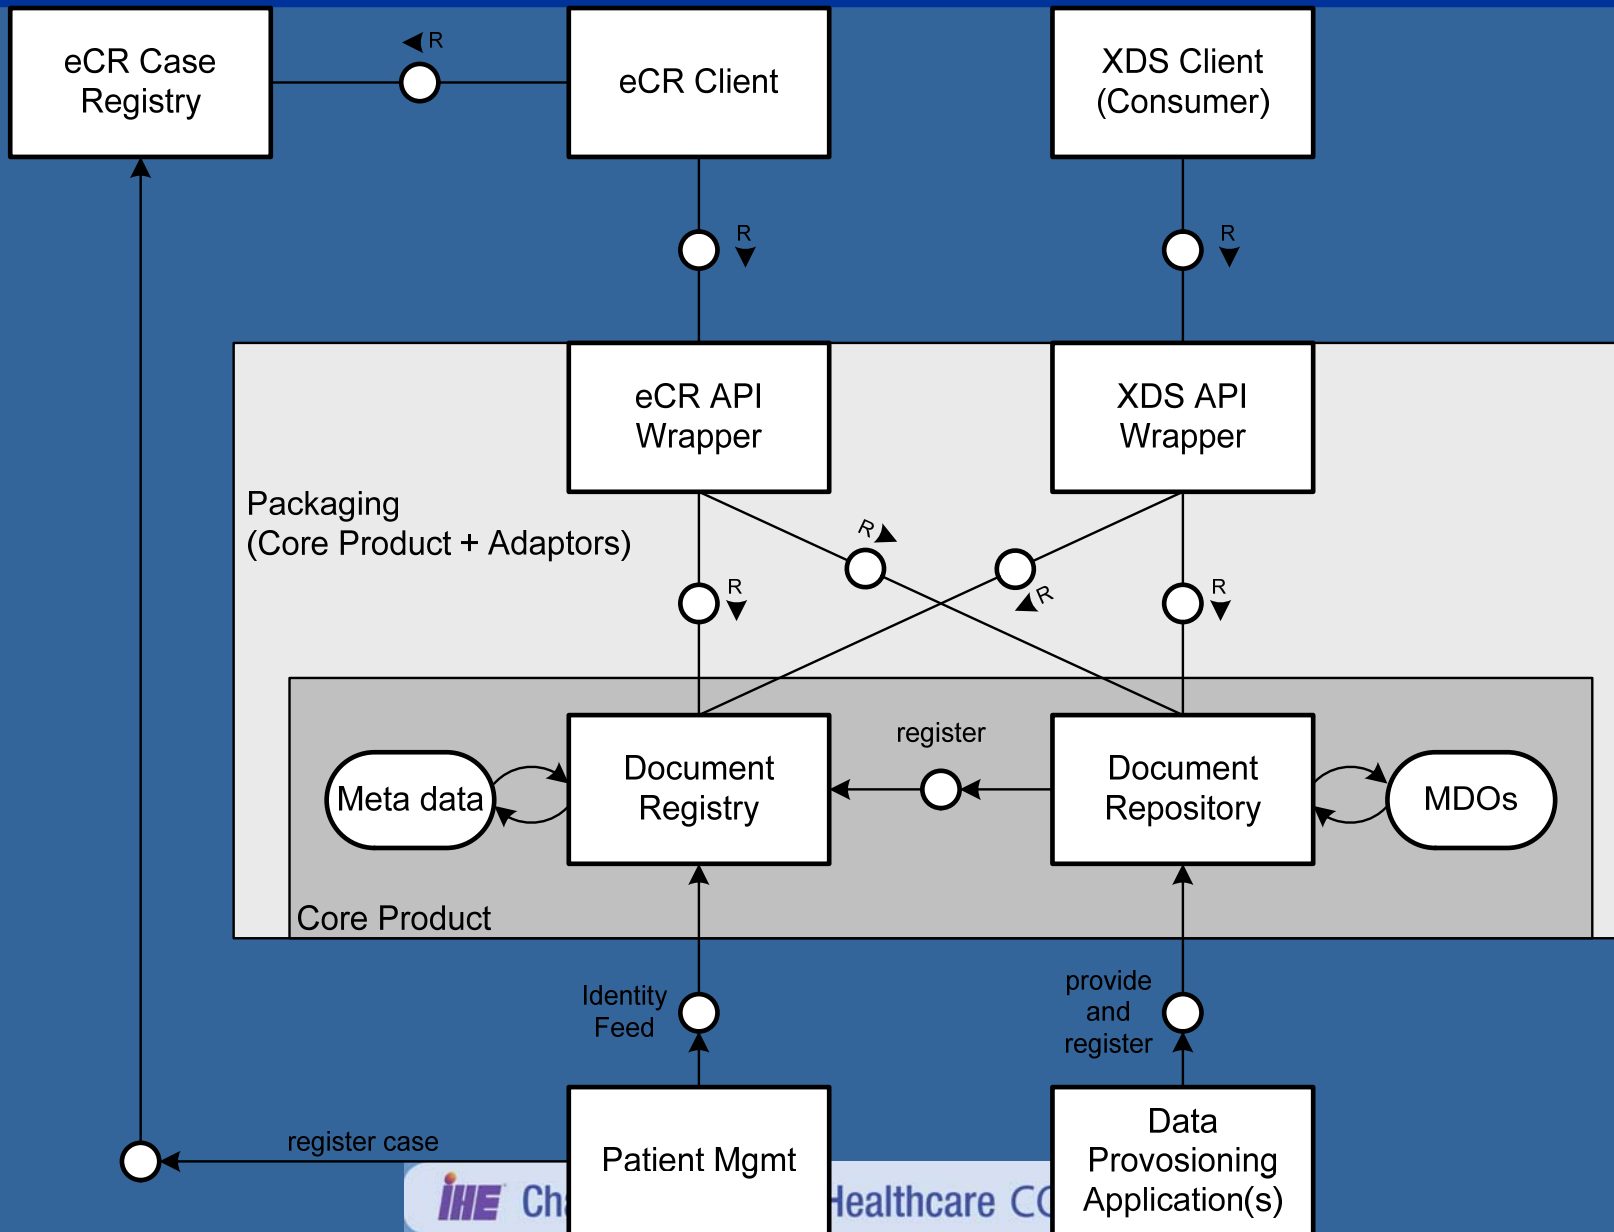 eCR Case
Registry
R
eCR Client
XDS Client
(Consumer)
R
R
eCR API
Wrapper
XDS API
Wrapper
Packaging
(Core Product + Adaptors)
R
R
R
R
Meta data
Document
Registry
register
Document
Repository
MDOs
Core Product
Identity
Feed
provide
and
register
register case
Patient Mgmt
Data
Provosioning
Application(s)
IHE
Healthcare